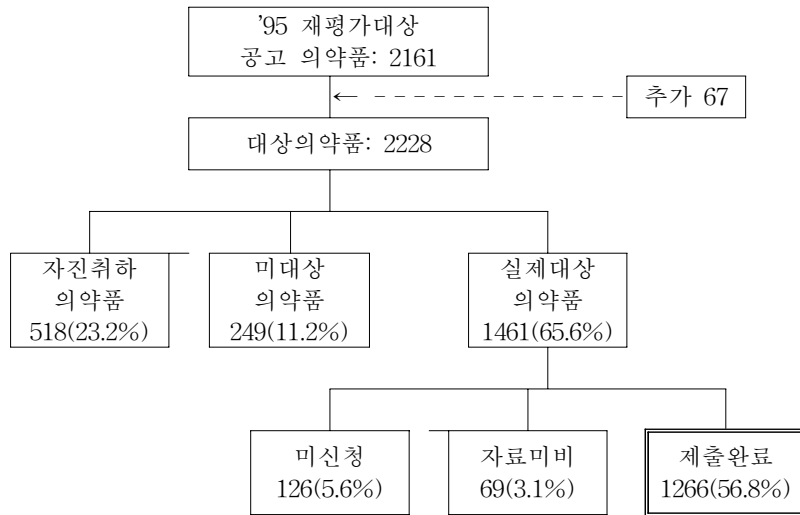 '95 재평가대상
공고 의약품: 2161
추가 67
대상의약품: 2228
자진취하
의약품
518(23.2%)
미대상
의약품
249(11.2%)
실제대상
의약품
1461(65.6%)
미신청
126(5.6%)
자료미비
69(3.1%)
제출완료
1266(56.8%)